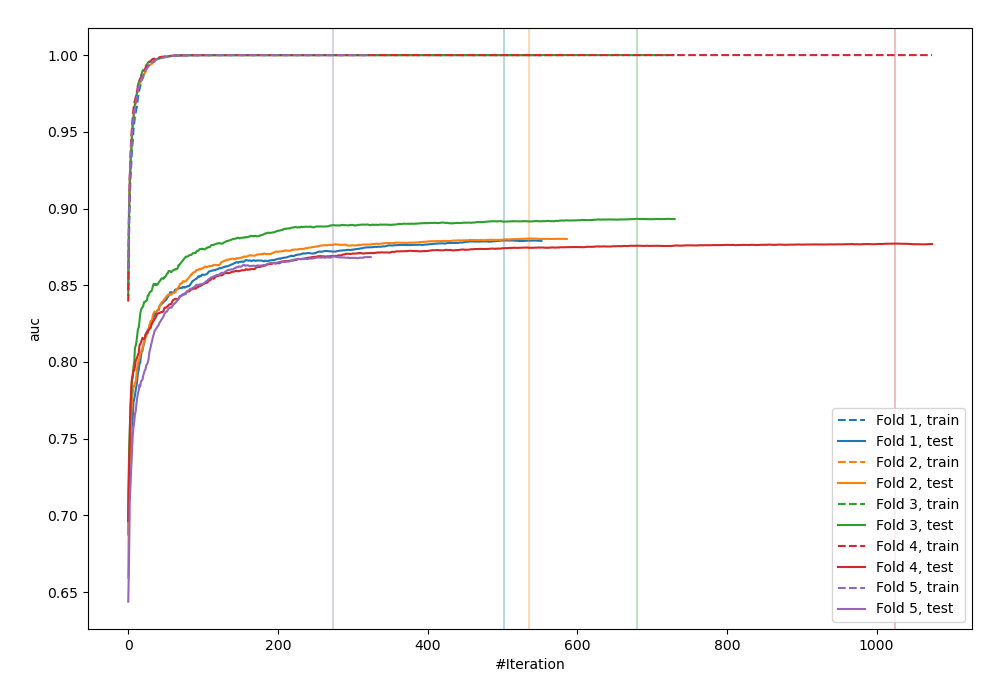 1.00
0.95
0.90
0.85
0.80
0.75
0.70
0.65
auc
0
200
400
600
800
1000
#Iteration
Fold 1, train
Fold 1, test
Fold 2, train
Fold 2, test
Fold 3, train
Fold 3, test
Fold 4, train
Fold 4, test
Fold 5, train
Fold 5, test